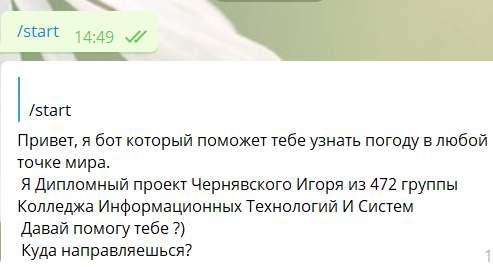 /start
14:49
/start
Привет, я бот который поможет тебе узнать погоду в любой
точке мира.
Я Дипломный проект Чернявского Игоря из 472 группы
Колледжа Информационных Технологий И Систем
Давай помогу тебе ?)
Куда направляешься?